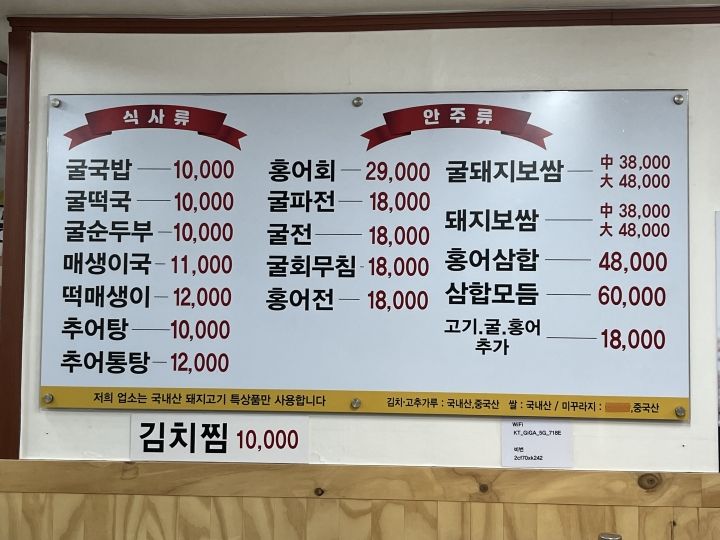 식사류
굴국밥 10,000
굴떡국 10,000
굴순두부 10,000
매생이국 11,000
떡매생이 12,000
추어탕 10,000
추어통탕 12,000
안주류
홍어회 29,000
굴파전 18,000
굴전 18,000
굴회무침 18,000
홍어전 18,000
굴돼지보쌈 中 38,000
大 48,000
돼지보쌈 中 38,000
大 48,000
홍어삼합 48,000
삼합모듬 60,000
고기.굴.홍어
추가 18,000
저희 업소는 국내산 돼지고기 특상품만 사용합니다
김치·고추가루 : 국내산,중국산 쌀 : 국내산 / 미꾸라지 : ,중국산
김치찜 10,000
WiFi
KT_GiGA_5G_718E
비번
2cf70xk242